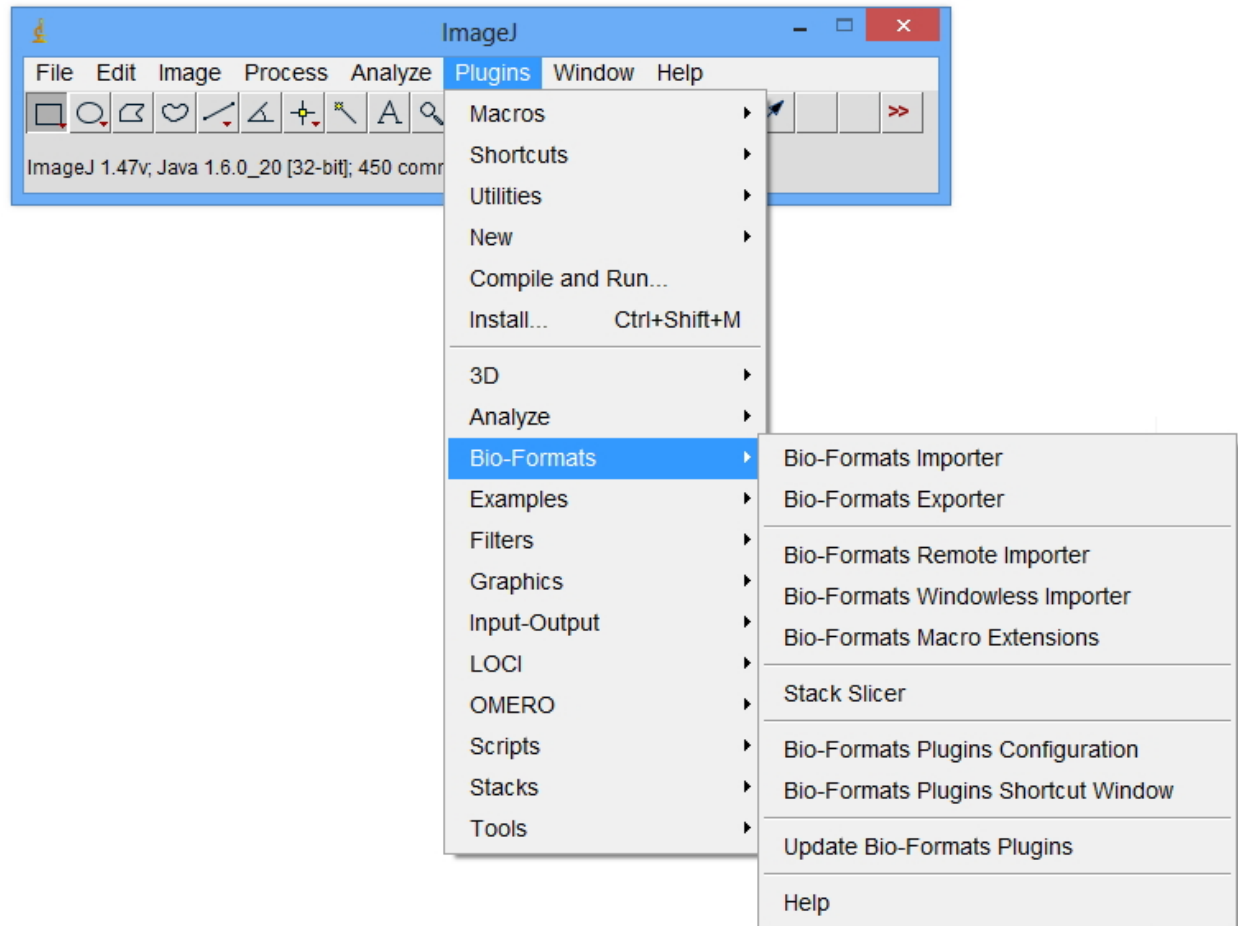 ImageJ
File Edit Image Process Analyze Plugins Window Help
A >>
ImageJ 1.47v; Java 1.6.0_20 [32-bit]; 450
Macros
Shortcuts
Utilities
New
Compile and Run...
Install... Ctrl+Shift+M
3D
Analyze
Bio-Formats
Examples
Filters
Graphics
Input-Output
LOCI
OMERO
Scripts
Stacks
Tools
Bio-Formats Importer
Bio-Formats Exporter
Bio-Formats Remote Importer
Bio-Formats Windowless Importer
Bio-Formats Macro Extensions
Stack Slicer
Bio-Formats Plugins Configuration
Bio-Formats Plugins Shortcut Window
Update Bio-Formats Plugins
Help